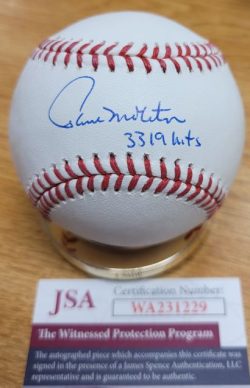 Paul Molitor
3319 hits
JSA
Certification Number:
WA231229
The Witnessed Protection Program
The autographed piece which accompanies this certificate was
signed in the presence of a James Spence Authentication, LLC
representative and is guaranteed to be authentic.